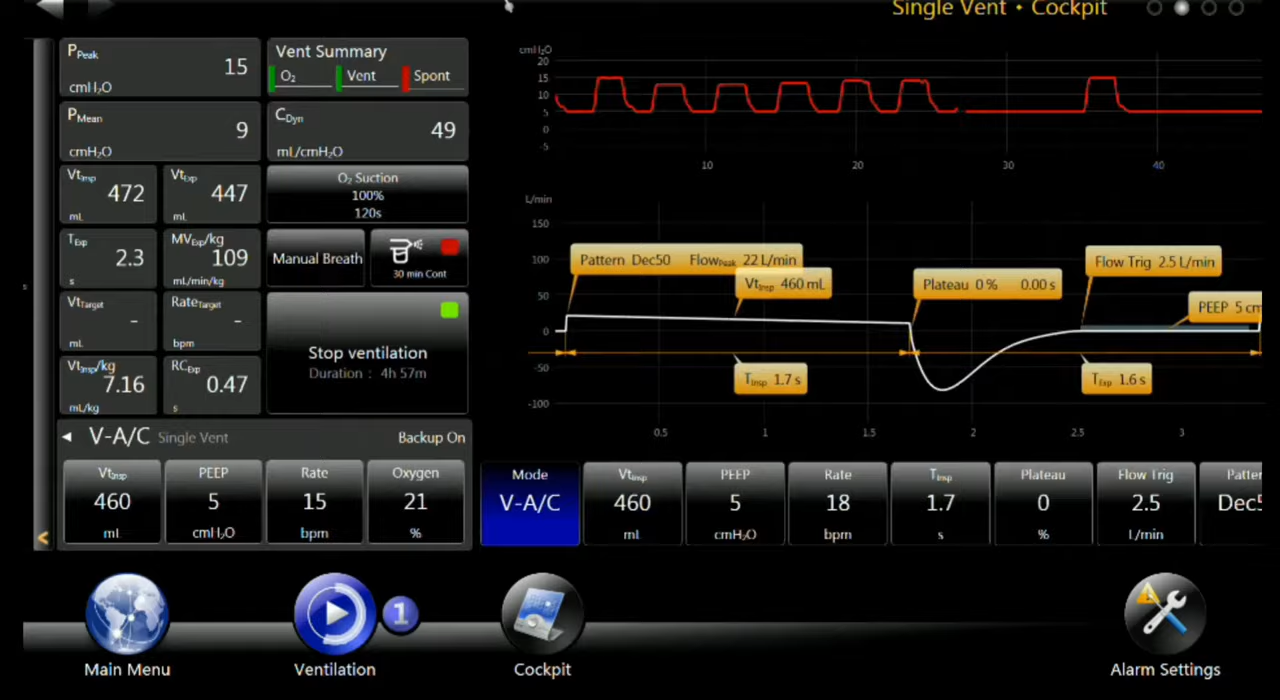 Single Vent • Cockpit
PPeak
15
cmH₂O
Vent Summary
O₂ Vent Spont
PMean
9
cmH₂O
CDyn
49
mL/cmH₂O
VtInsp
472
mL
VtExp
447
mL
O₂ Suction
100%
120s
TExp
2.3
s
MVExp/kg
109
mL/min/kg
Manual Breath
30 min Cont
VtTarget
-
mL
RateTarget
-
bpm
Stop ventilation
Duration : 4h 57m
VtInsp/kg
7.16
mL/kg
RCExp
0.47
s
V-A/C Single Vent Backup On
VtInsp
460
mL
PEEP
5
cmH₂O
Rate
15
bpm
Oxygen
21
%
cmH₂O
20
15
10
5
0
-5
10 20 30 40
L/min
150
100
50
0
-50
-100
Pattern Dec50 FlowPeak 22 L/min
VtInsp 460 mL
Plateau 0 % 0.00 s
Flow Trig 2.5 L/min
PEEP 5 cm
TInsp 1.7 s
TExp 1.6 s
0.5 1 1.5 2 2.5 3
Mode
V-A/C
VtInsp
460
mL
PEEP
5
cmH₂O
Rate
18
bpm
TInsp
1.7
s
Plateau
0
%
Flow Trig
2.5
L/min
Patter
Dec5
Main Menu
Ventilation
1
Cockpit
Alarm Settings